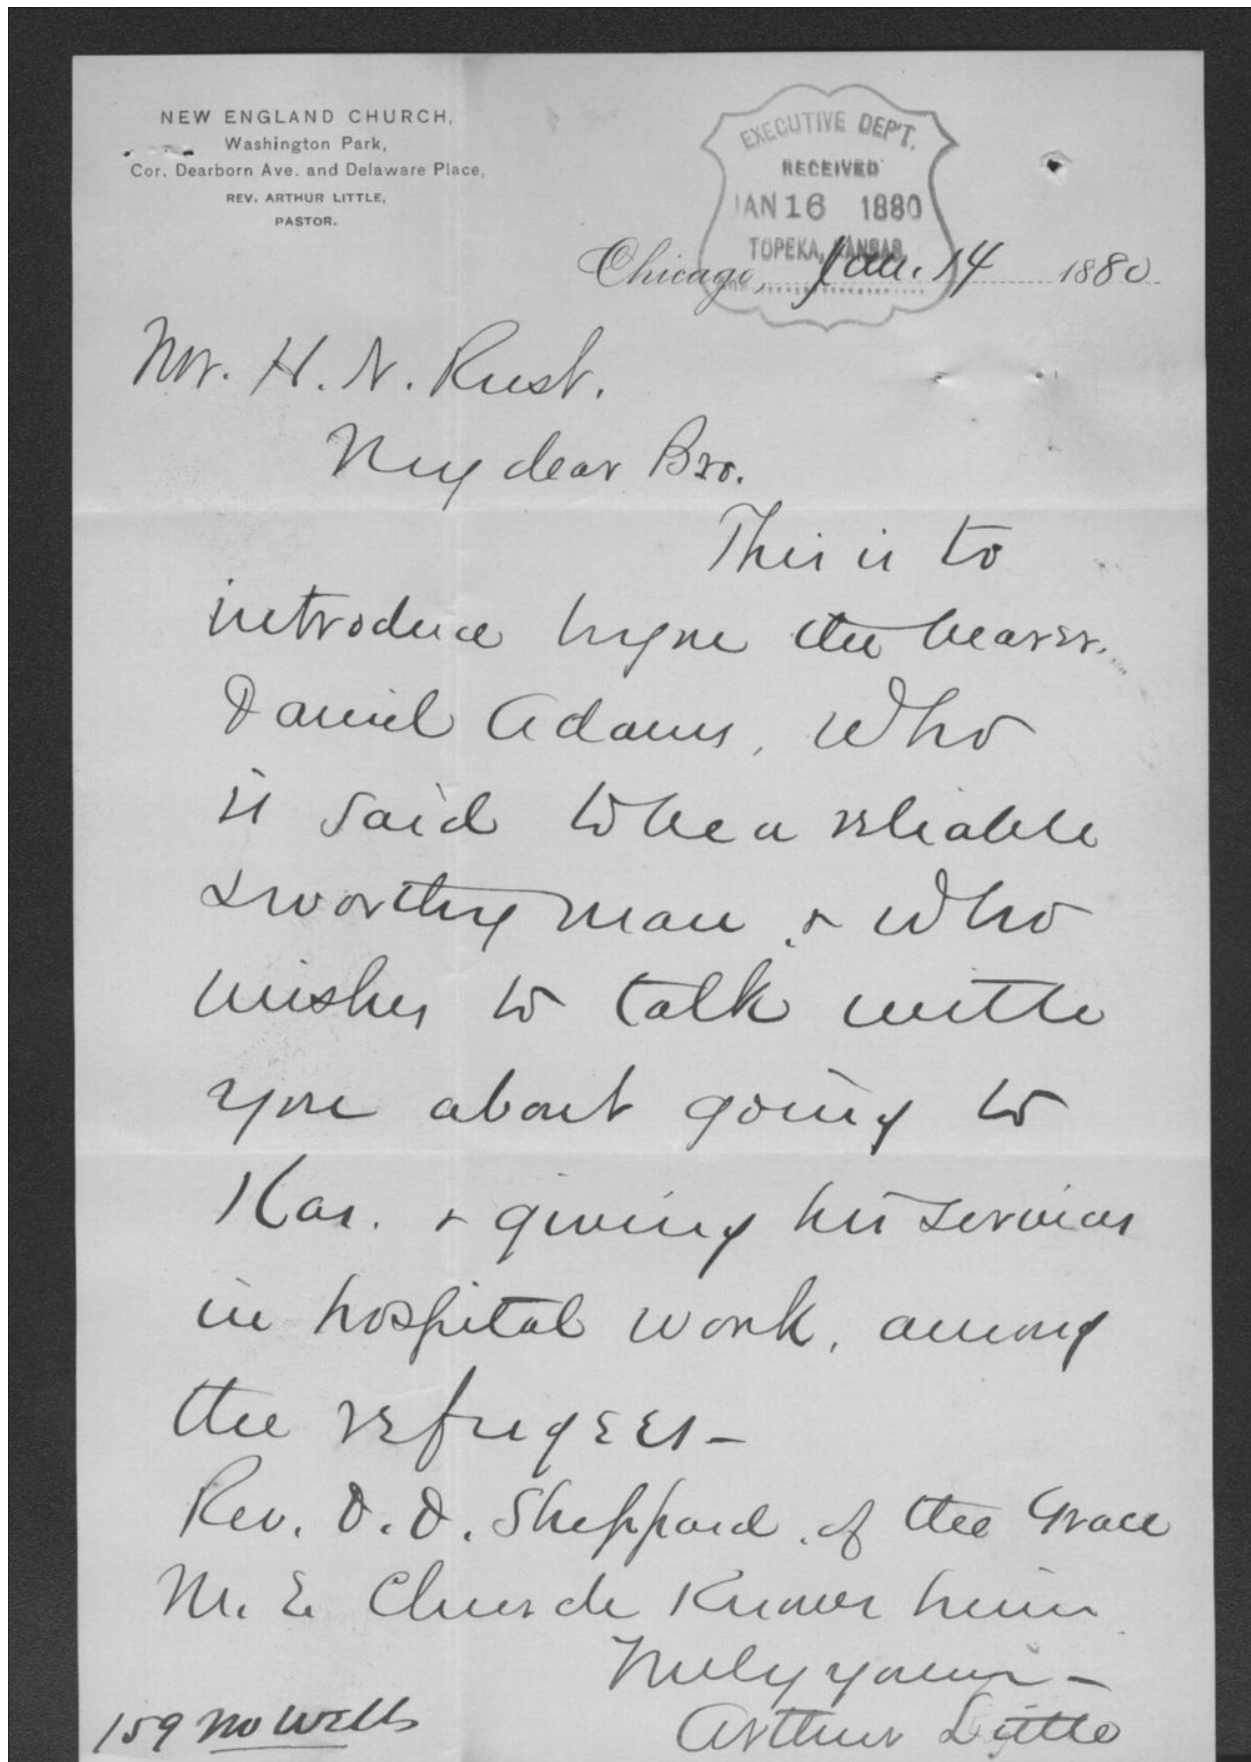 NEW ENGLAND CHURCH,
Washington Park,
Cor. Dearborn Ave. and Delaware Place,
REV. ARTHUR LITTLE,
PASTOR.
EXECUTIVE DEP'T.
RECEIVED
JAN 16 1880
TOPEKA, KANSAS.
Chicago, Jan. 14 1880
Mr. H. N. Rust.
My dear Bro.
This is to
introduce to you the bearer.
Daniel Adams, who
is said to be a reliable
& worthy man, & who
wishes to talk with
you about going to
Kas. & giving his services
in hospital work, among
the refugees -
Rev. D. D. Sheppard, of the Grace
M. E. Church knows him
Truly yours -
Arthur Little
159 No Wells